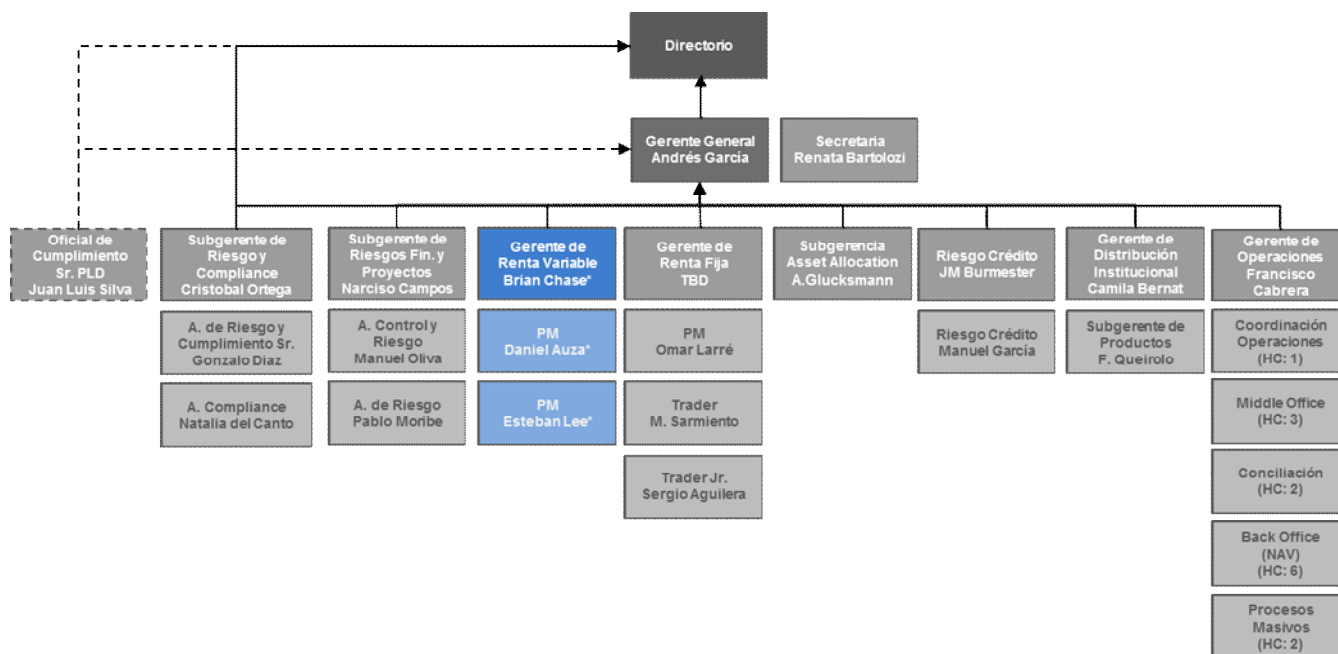 Directorio
Gerente General
Andrés García
Secretaría
Renata Bartolozi
Oficial de
Cumplimiento
Sr. PLD
Juan Luis Silva
Subgerente de
Riesgo y
Compliance
Cristobal Ortega
Subgerente de
Riesgos Fin. y
Proyectos
Narciso Campos
Gerente de
Renta Variable
Brian Chase*
Gerente de
Renta Fija
TBD
Subgerencia
Asset Allocation
A.Glucksmann
Riesgo Crédito
JM Burmester
Gerente de
Distribución
Institucional
Camila Bernat
Gerente de
Operaciones
Francisco
Cabrera
A. de Riesgo y
Cumplimiento Sr.
Gonzalo Diaz
A. Control y
Riesgo
Manuel Oliva
PM
Daniel Auza*
PM
Omar Larré
Riesgo Crédito
Manuel García
Subgerente de
Productos
F. Queirolo
Coordinación
Operaciones
(HC: 1)
A. Compliance
Natalia del Canto
A. de Riesgo
Pablo Moribe
PM
Esteban Lee*
Trader
M. Sarmiento
Middle Office
(HC: 3)
Trader Jr.
Sergio Aguilera
Conciliación
(HC: 2)
Back Office
(NAV)
(HC: 6)
Procesos
Masivos
(HC: 2)